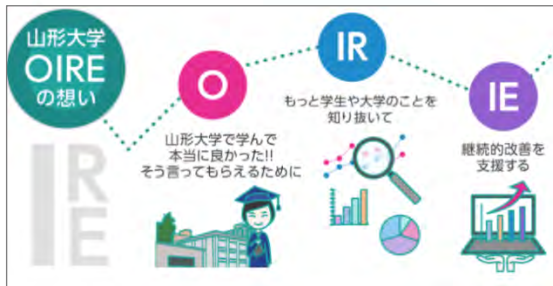 山形大学
OIRE
の想い
IRE
O
山形大学で学んで
本当に良かった!!
そう言ってもらえるために
IR
もっと学生や大学のことを
知り抜いて
IE
継続的改善を
支援する